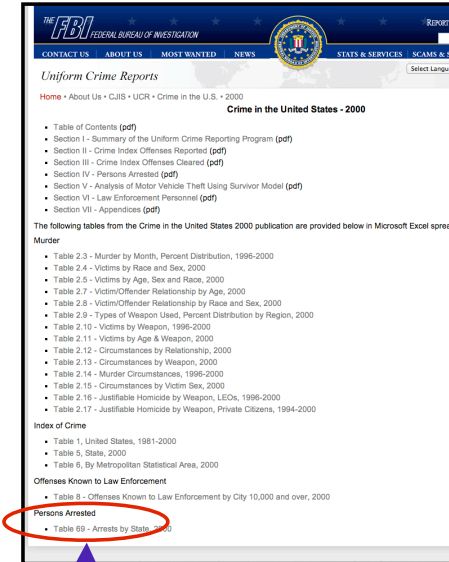 THE FBI FEDERAL BUREAU OF INVESTIGATION
REPORT
CONTACT US | ABOUT US | MOST WANTED | NEWS | STATS & SERVICES | SCAMS & S
Select Langu
Uniform Crime Reports
Home • About Us • CJIS • UCR • Crime in the U.S. • 2000
Crime in the United States - 2000
Table of Contents (pdf)
Section I - Summary of the Uniform Crime Reporting Program (pdf)
Section II - Crime Index Offenses Reported (pdf)
Section III - Crime Index Offenses Cleared (pdf)
Section IV - Persons Arrested (pdf)
Section V - Analysis of Motor Vehicle Theft Using Survivor Model (pdf)
Section VI - Law Enforcement Personnel (pdf)
Section VII - Appendices (pdf)
The following tables from the Crime in the United States 2000 publication are provided below in Microsoft Excel sprea
Murder
Table 2.3 - Murder by Month, Percent Distribution, 1996-2000
Table 2.4 - Victims by Race and Sex, 2000
Table 2.5 - Victims by Age, Sex and Race, 2000
Table 2.7 - Victim/Offender Relationship by Age, 2000
Table 2.8 - Victim/Offender Relationship by Race and Sex, 2000
Table 2.9 - Types of Weapon Used, Percent Distribution by Region, 2000
Table 2.10 - Victims by Weapon, 1996-2000
Table 2.11 - Victims by Age & Weapon, 2000
Table 2.12 - Circumstances by Relationship, 2000
Table 2.13 - Circumstances by Weapon, 2000
Table 2.14 - Murder Circumstances, 1996-2000
Table 2.15 - Circumstances by Victim Sex, 2000
Table 2.16 - Justifiable Homicide by Weapon, LEOs, 1996-2000
Table 2.17 - Justifiable Homicide by Weapon, Private Citizens, 1994-2000
Index of Crime
Table 1, United States, 1981-2000
Table 5, State, 2000
Table 6, By Metropolitan Statistical Area, 2000
Offenses Known to Law Enforcement
Table 8 - Offenses Known to Law Enforcement by City 10,000 and over, 2000
Persons Arrested
Table 69 - Arrests by State, 2000